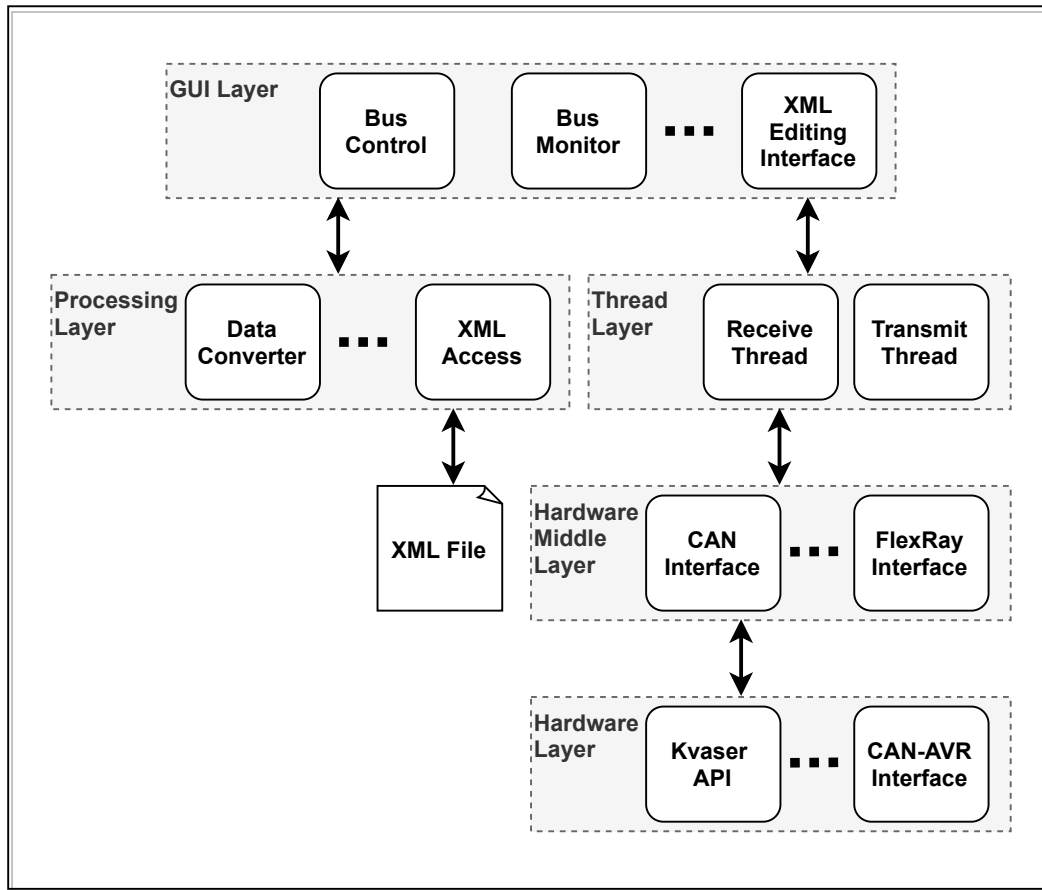 GUI Layer
Bus
Control
Bus
Monitor
XML
Editing
Interface
Processing
Layer
Data
Converter
XML
Access
Thread
Layer
Receive
Thread
Transmit
Thread
XML File
Hardware
Middle
Layer
CAN
Interface
FlexRay
Interface
Hardware
Layer
Kvaser
API
CAN-AVR
Interface